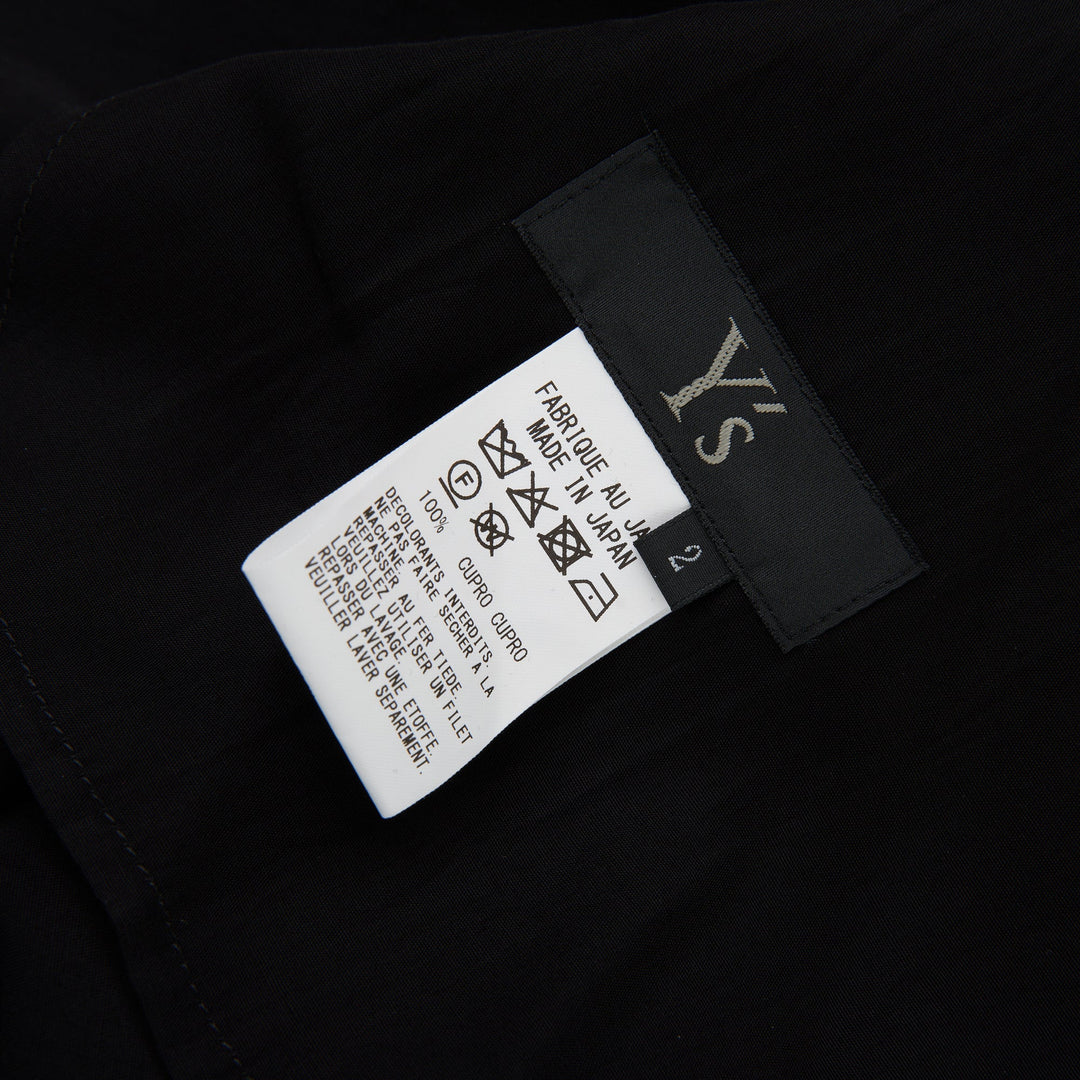 Y's
2
FABRIQUE AU JA
MADE IN JAPAN
F
W
100% CUPRO CUPRO
DECOLORANTS INTERDITS.
NE PAS FAIRE SECHER A LA
MACHINE.
REPASSER AU FER TIEDE.
VEUILLEZ UTILISER UN FILET
LORS DU LAVAGE.
REPASSER AVEC UNE ETOFFE.
VEUILLER LAVER SEPAREMENT.